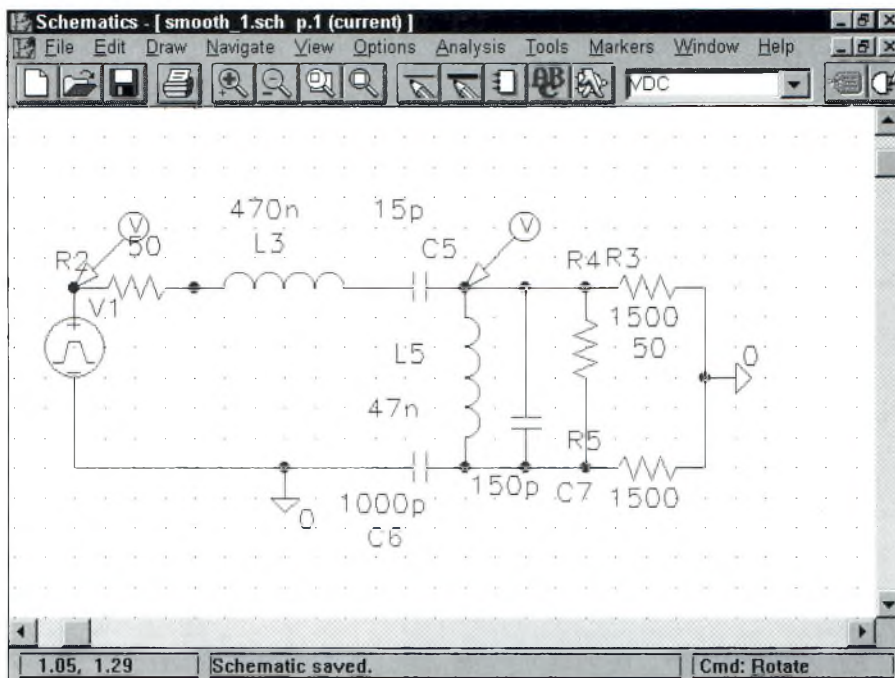 Schematics - [ smooth_1.sch p.1 (current) ]
File Edit Draw Navigate View Options Analysis Tools Markers Window Help
VDC
470n 15p
V V
50 L3 C5
R2 R4 R3
V1 1500
L5 50
0
47n
R5
150p C7
1000p 1500
0
C6
1.05, 1.29 Schematic saved. Cmd: Rotate